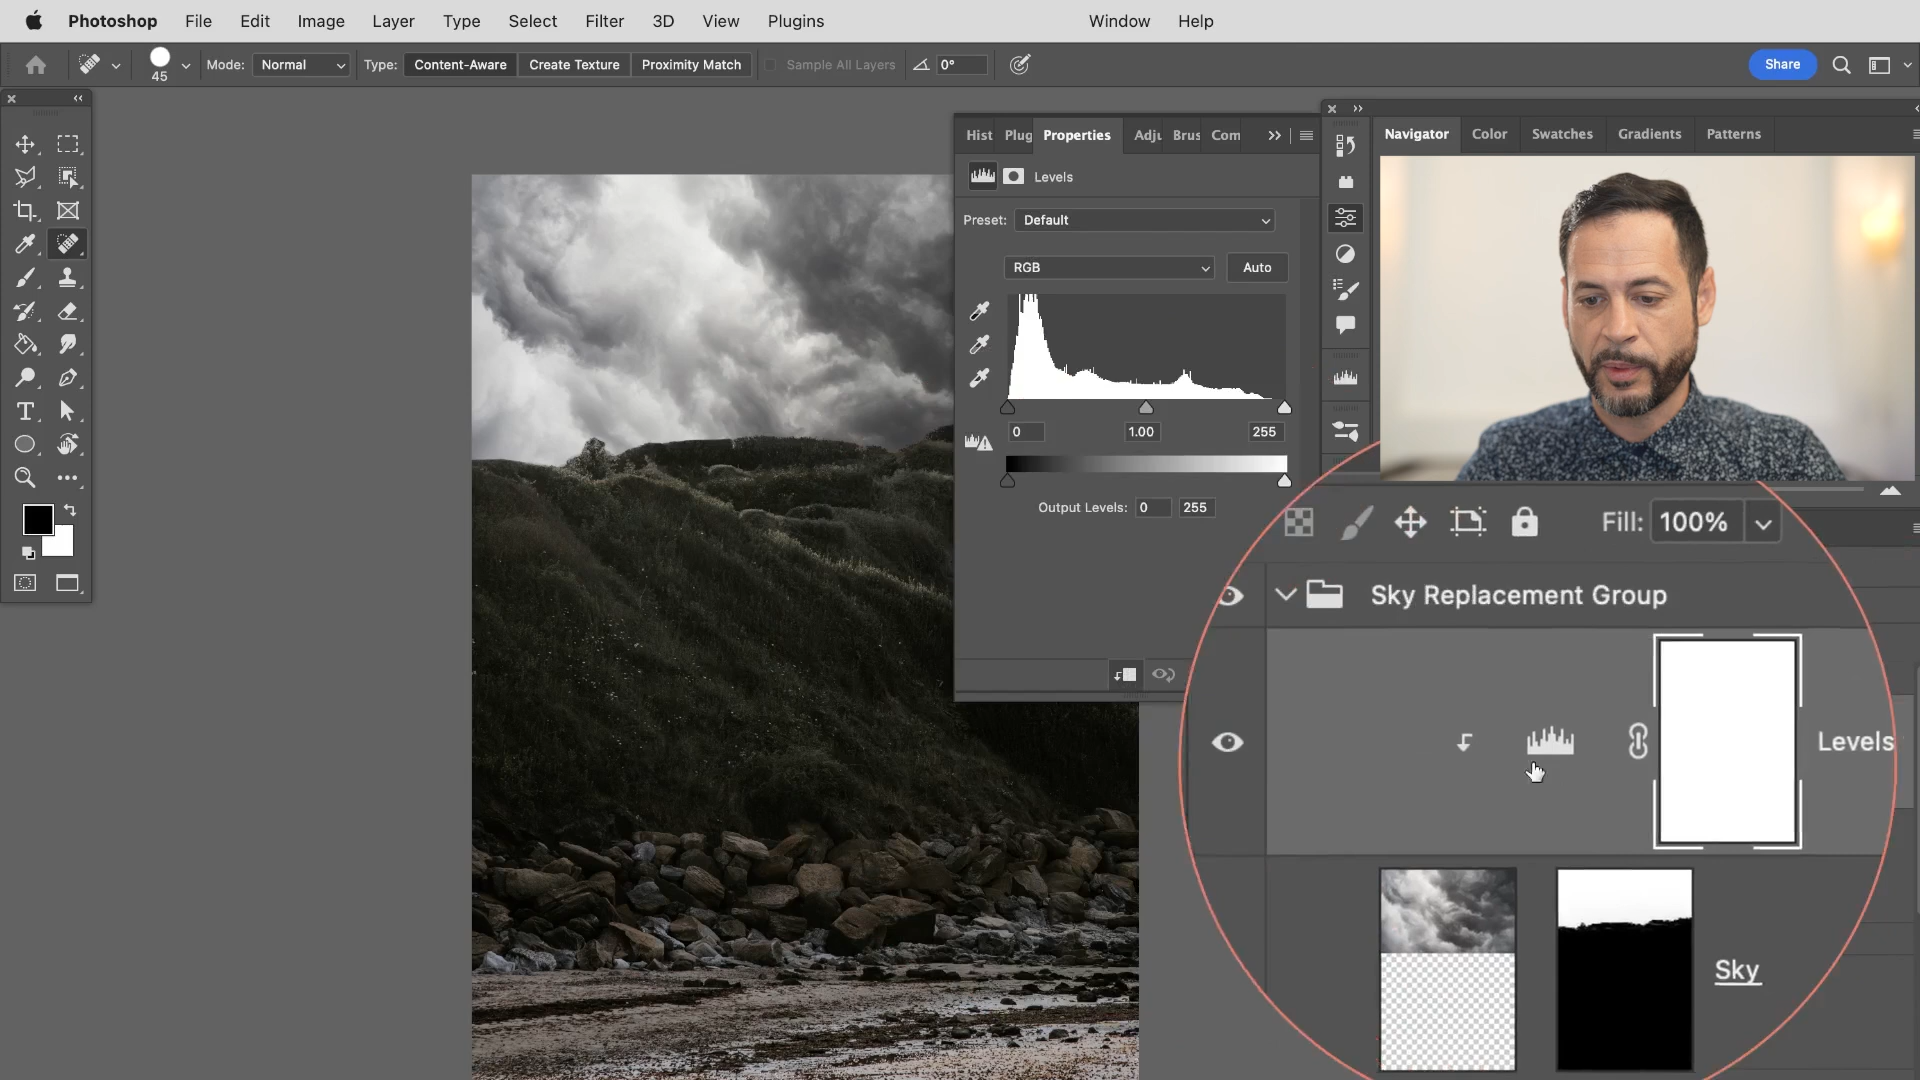 Photoshop File Edit Image Layer Type Select Filter 3D View Plugins Window Help
45 Mode: Normal Type: Content-Aware Create Texture Proximity Match Sample All Layers 0° Share
Hist Plug Properties Adju Brus Com
Navigator Color Swatches Gradients Patterns
Levels
Preset: Default
RGB Auto
0 1.00 255
Output Levels: 0 255
Fill: 100%
Sky Replacement Group
Levels
Sky